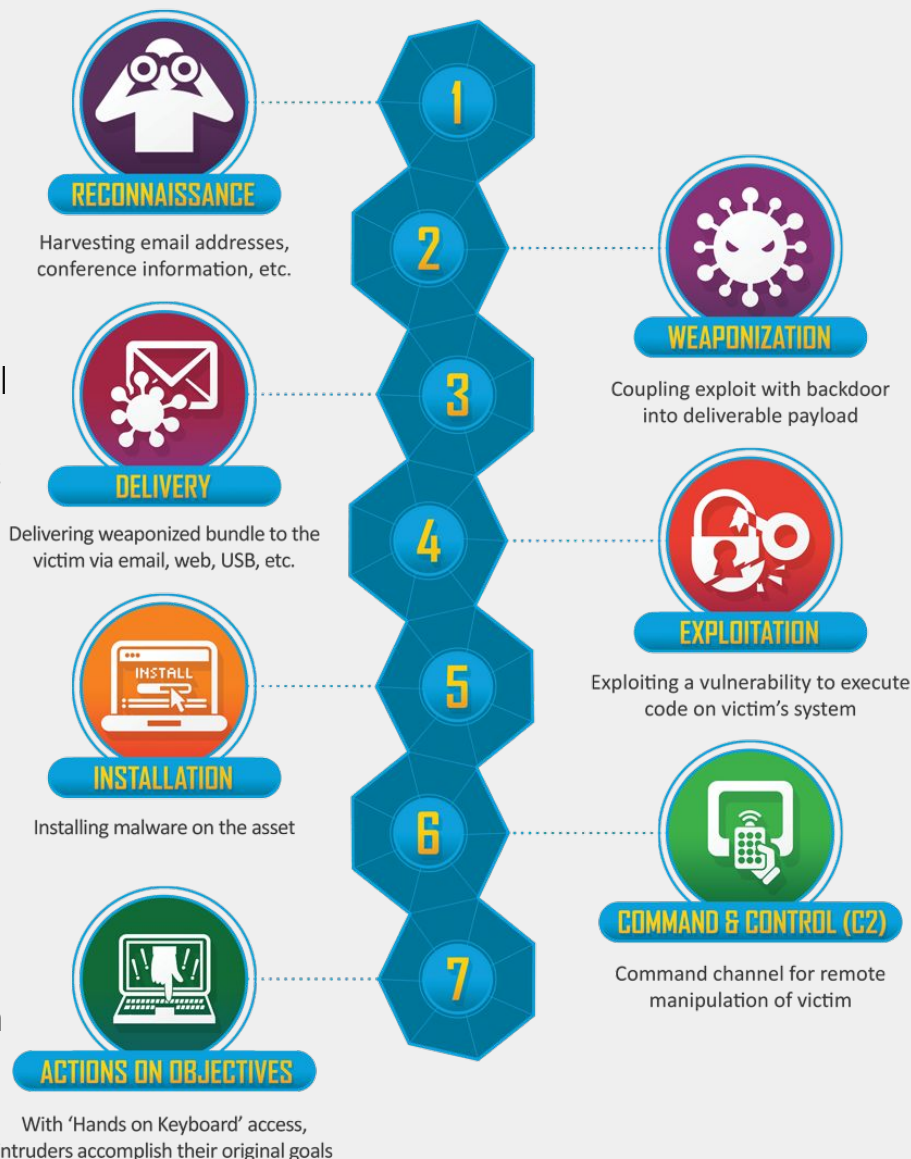 1
RECONNAISSANCE
Harvesting email addresses,
conference information, etc.
2
WEAPONIZATION
Coupling exploit with backdoor
into deliverable payload
3
DELIVERY
Delivering weaponized bundle to the
victim via email, web, USB, etc.
4
EXPLOITATION
Exploiting a vulnerability to execute
code on victim's system
5
INSTALL
INSTALLATION
Installing malware on the asset
6
COMMAND & CONTROL (C2)
Command channel for remote
manipulation of victim
7
ACTIONS ON OBJECTIVES
With ‘Hands on Keyboard’ access,
ntruders accomplish their original goals